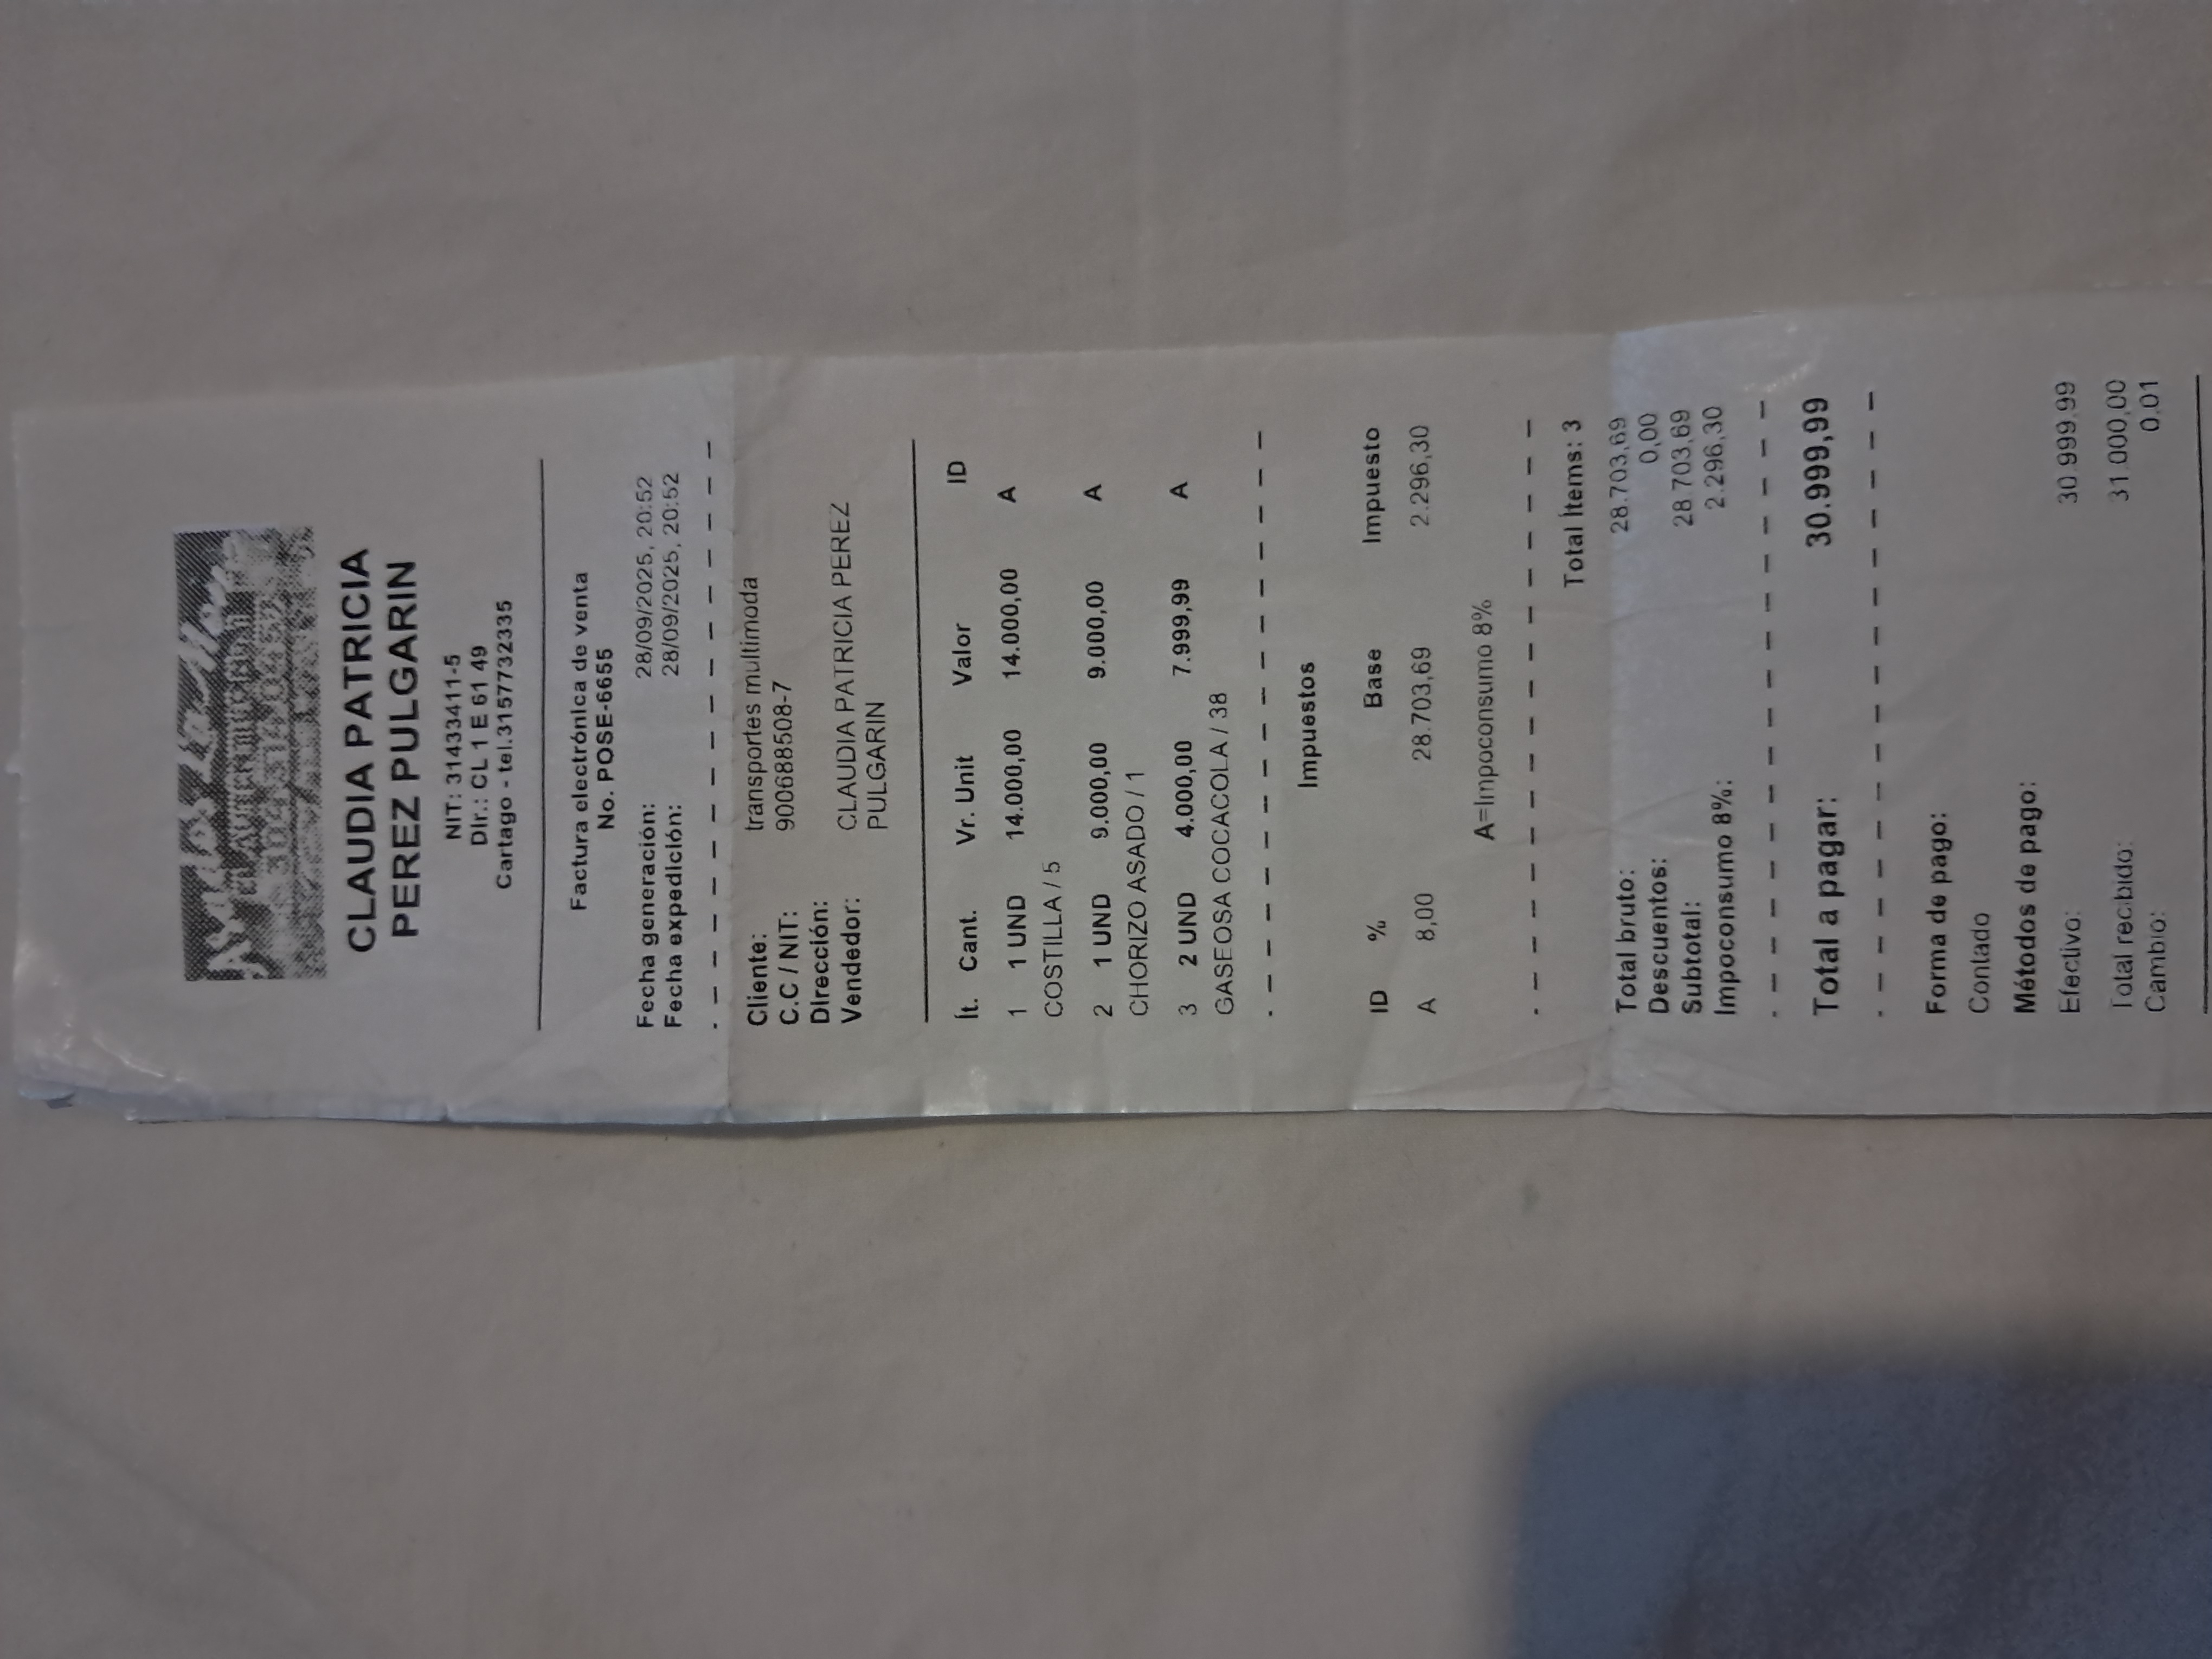 CLAUDIA PATRICIA
PEREZ PULGARIN
NIT: 31433411-5
Dir.: CL 1 E 61 49
Cartago - tel.3157732335
Factura electrónica de venta
No. POSE-6655
Fecha generación: 28/09/2025, 20:52
Fecha expedición: 28/09/2025, 20:52
Cliente: transportes multimoda
C.C / NIT: 900688508-7
Dirección:
Vendedor: CLAUDIA PATRICIA PEREZ
PULGARIN
Ít. Cant. Vr. Unit Valor ID
1 1 UND 14.000,00 14.000,00 A
COSTILLA / 5
2 1 UND 9.000,00 9.000,00 A
CHORIZO ASADO / 1
3 2 UND 4.000,00 7.999,99 A
GASEOSA COCACOLA / 38
Impuestos
ID % Base Impuesto
A 8,00 28.703,69 2.296,30
A=Impoconsumo 8%
Total Ítems: 3
Total bruto: 28.703,69
Descuentos: 0,00
Subtotal: 28.703,69
Impoconsumo 8%: 2.296,30
Total a pagar: 30.999,99
Forma de pago:
Contado
Métodos de pago:
Efectivo: 30.999,99
Total recibido: 31.000,00
Cambio: 0,01